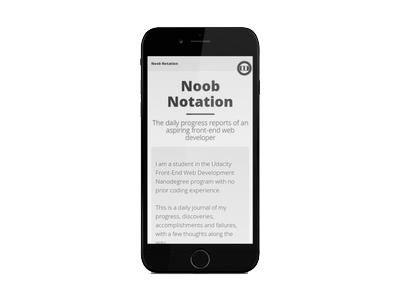 Noob Notation
Noob
Notation
The daily progress reports of an
aspiring front-end web
developer
I am a student in the Udacity
Front-End Web Development
Nanodegree program with no
prior coding experience.
This is a daily journal of my
progress, discoveries,
accomplishments and failures,
with a few thoughts along the